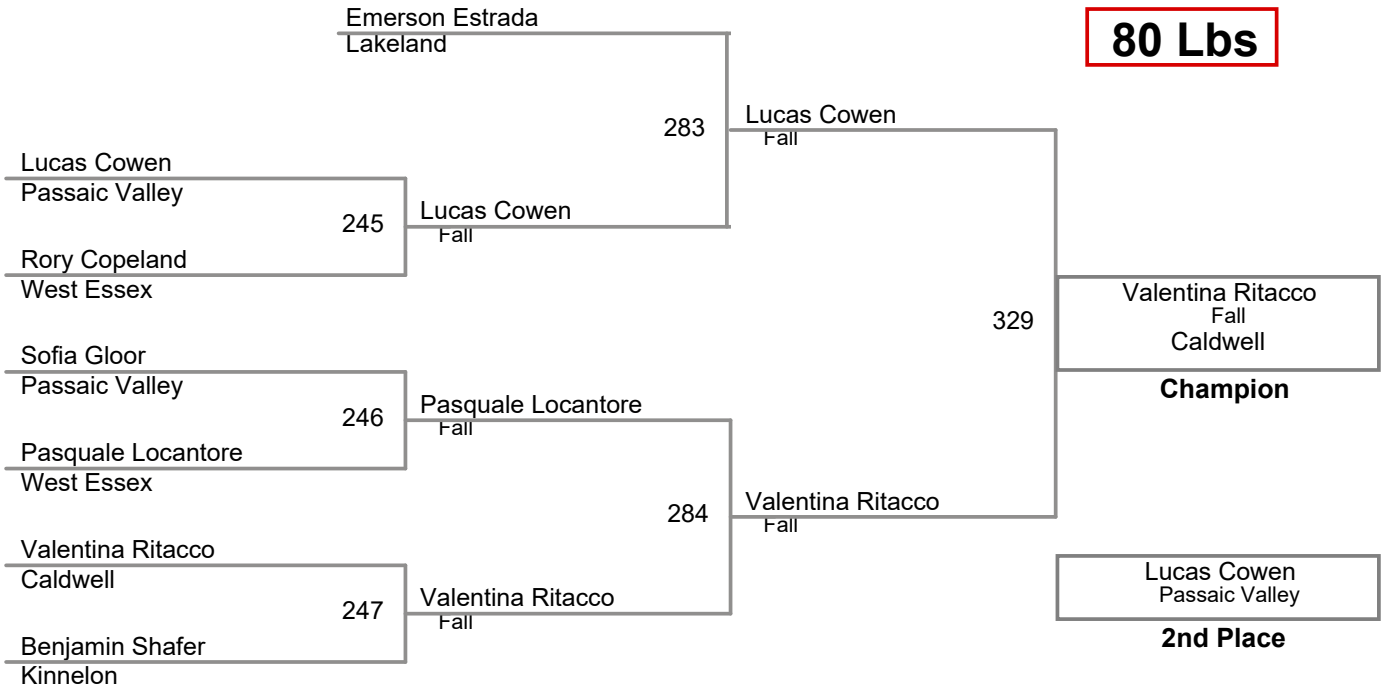 Emerson Estrada
Lakeland
80 Lbs
283
Lucas Cowen
Fall
Lucas Cowen
Passaic Valley
245
Lucas Cowen
Fall
Rory Copeland
West Essex
329
Valentina Ritacco
Fall
Caldwell
Champion
Sofia Gloor
Passaic Valley
246
Pasquale Locantore
Fall
Pasquale Locantore
West Essex
284
Valentina Ritacco
Fall
Valentina Ritacco
Caldwell
247
Valentina Ritacco
Fall
Benjamin Shafer
Kinnelon
Lucas Cowen
Passaic Valley
2nd Place